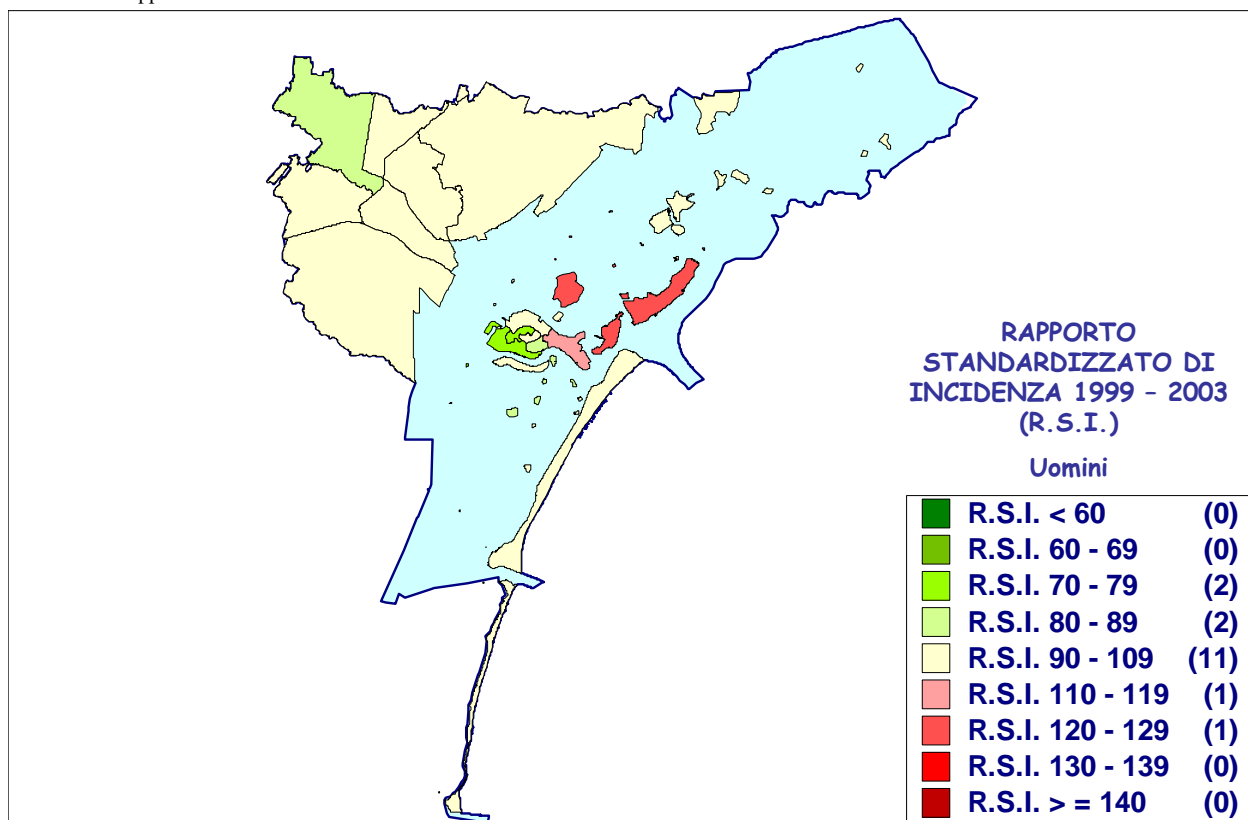 RAPPORTO
STANDARDIZZATO DI
INCIDENZA 1999 – 2003
(R.S.I.)
Uomini
R.S.I. < 60 (0)
R.S.I. 60 - 69 (0)
R.S.I. 70 - 79 (2)
R.S.I. 80 - 89 (2)
R.S.I. 90 - 109 (11)
R.S.I. 110 - 119 (1)
R.S.I. 120 - 129 (1)
R.S.I. 130 - 139 (0)
R.S.I. > = 140 (0)